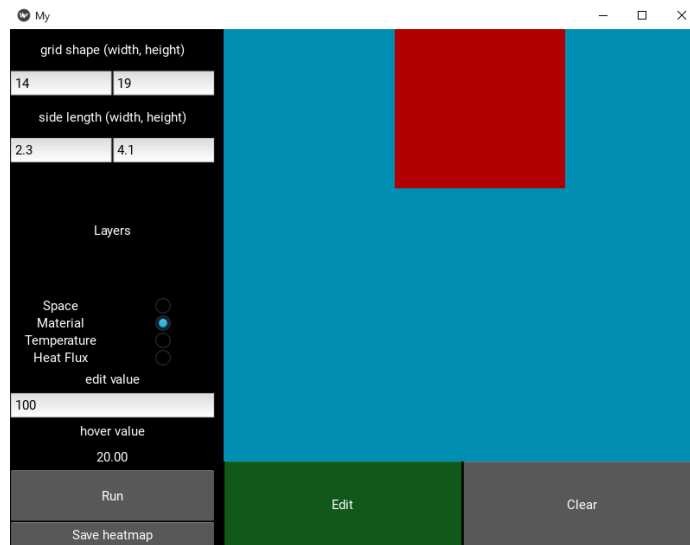 My
grid shape (width, height)
14 19
side length (width, height)
2.3 4.1
Layers
Space
Material
Temperature
Heat Flux
edit value
100
hover value
20.00
Run
Save heatmap
Edit
Clear